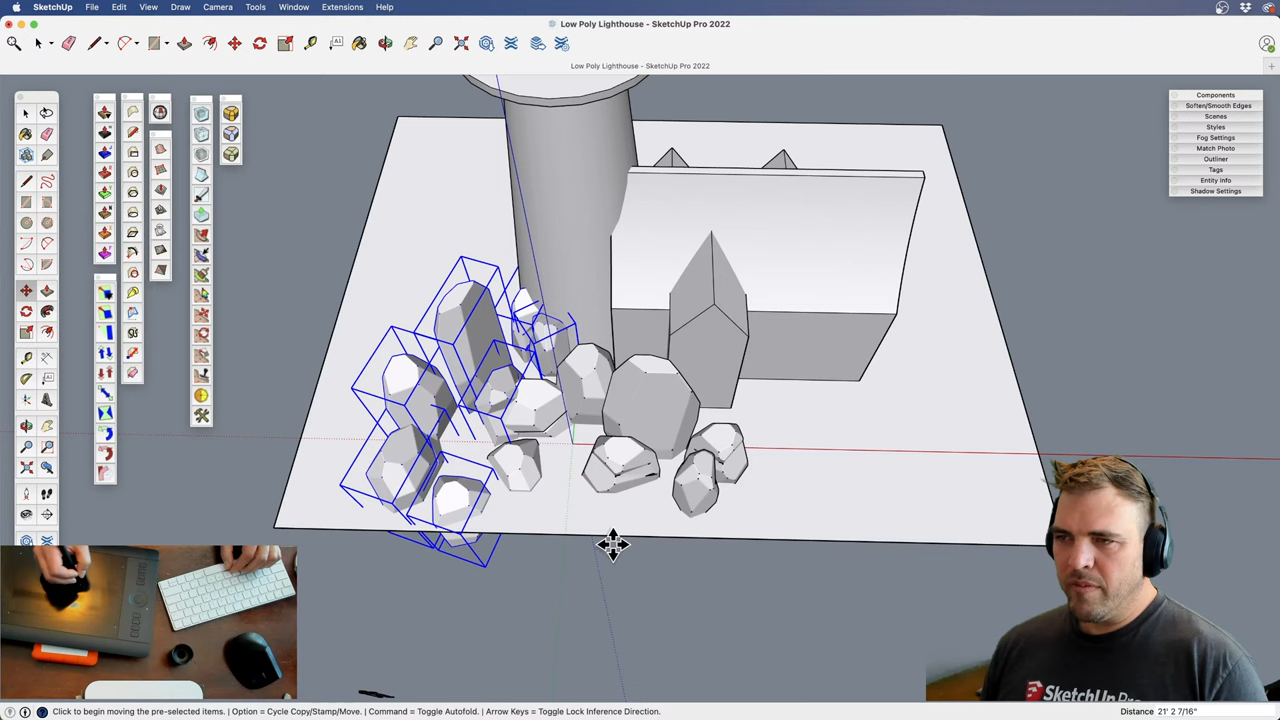 SketchUp File Edit View Draw Camera Tools Window Extensions Help
Low Poly Lighthouse - SketchUp Pro 2022
Low Poly Lighthouse - SketchUp Pro 2022
Components
Soften/Smooth Edges
Scenes
Styles
Fog Settings
Match Photo
Outliner
Tags
Entity Info
Shadow Settings
SketchUp Pro
Click to begin moving the pre-selected items. | Option = Cycle Copy/Stamp/Move. | Command = Toggle Autofold. | Arrow Keys = Toggle Lock Inference Direction.
Distance 21' 2 7/16"